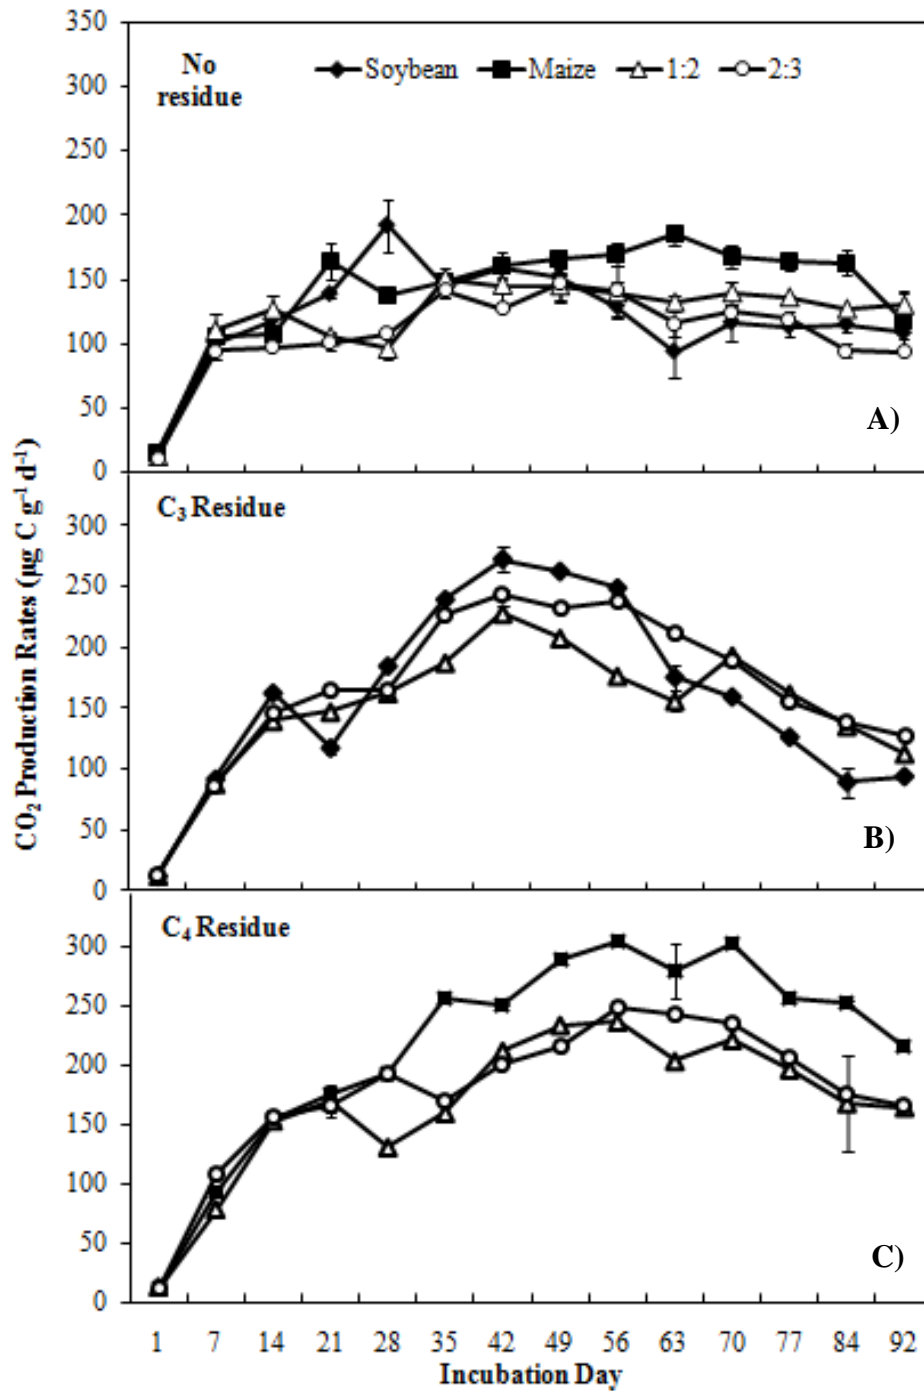 CO₂ Production Rates (µg C g⁻¹ d⁻¹)
350
No residue
Soybean Maize 1:2 2:3
300
250
200
150
100
50
0
A)
C₃ Residue
300
250
200
150
100
50
0
B)
C₄ Residue
300
250
200
150
100
50
0
C)
1 7 14 21 28 35 42 49 56 63 70 77 84 92
Incubation Day